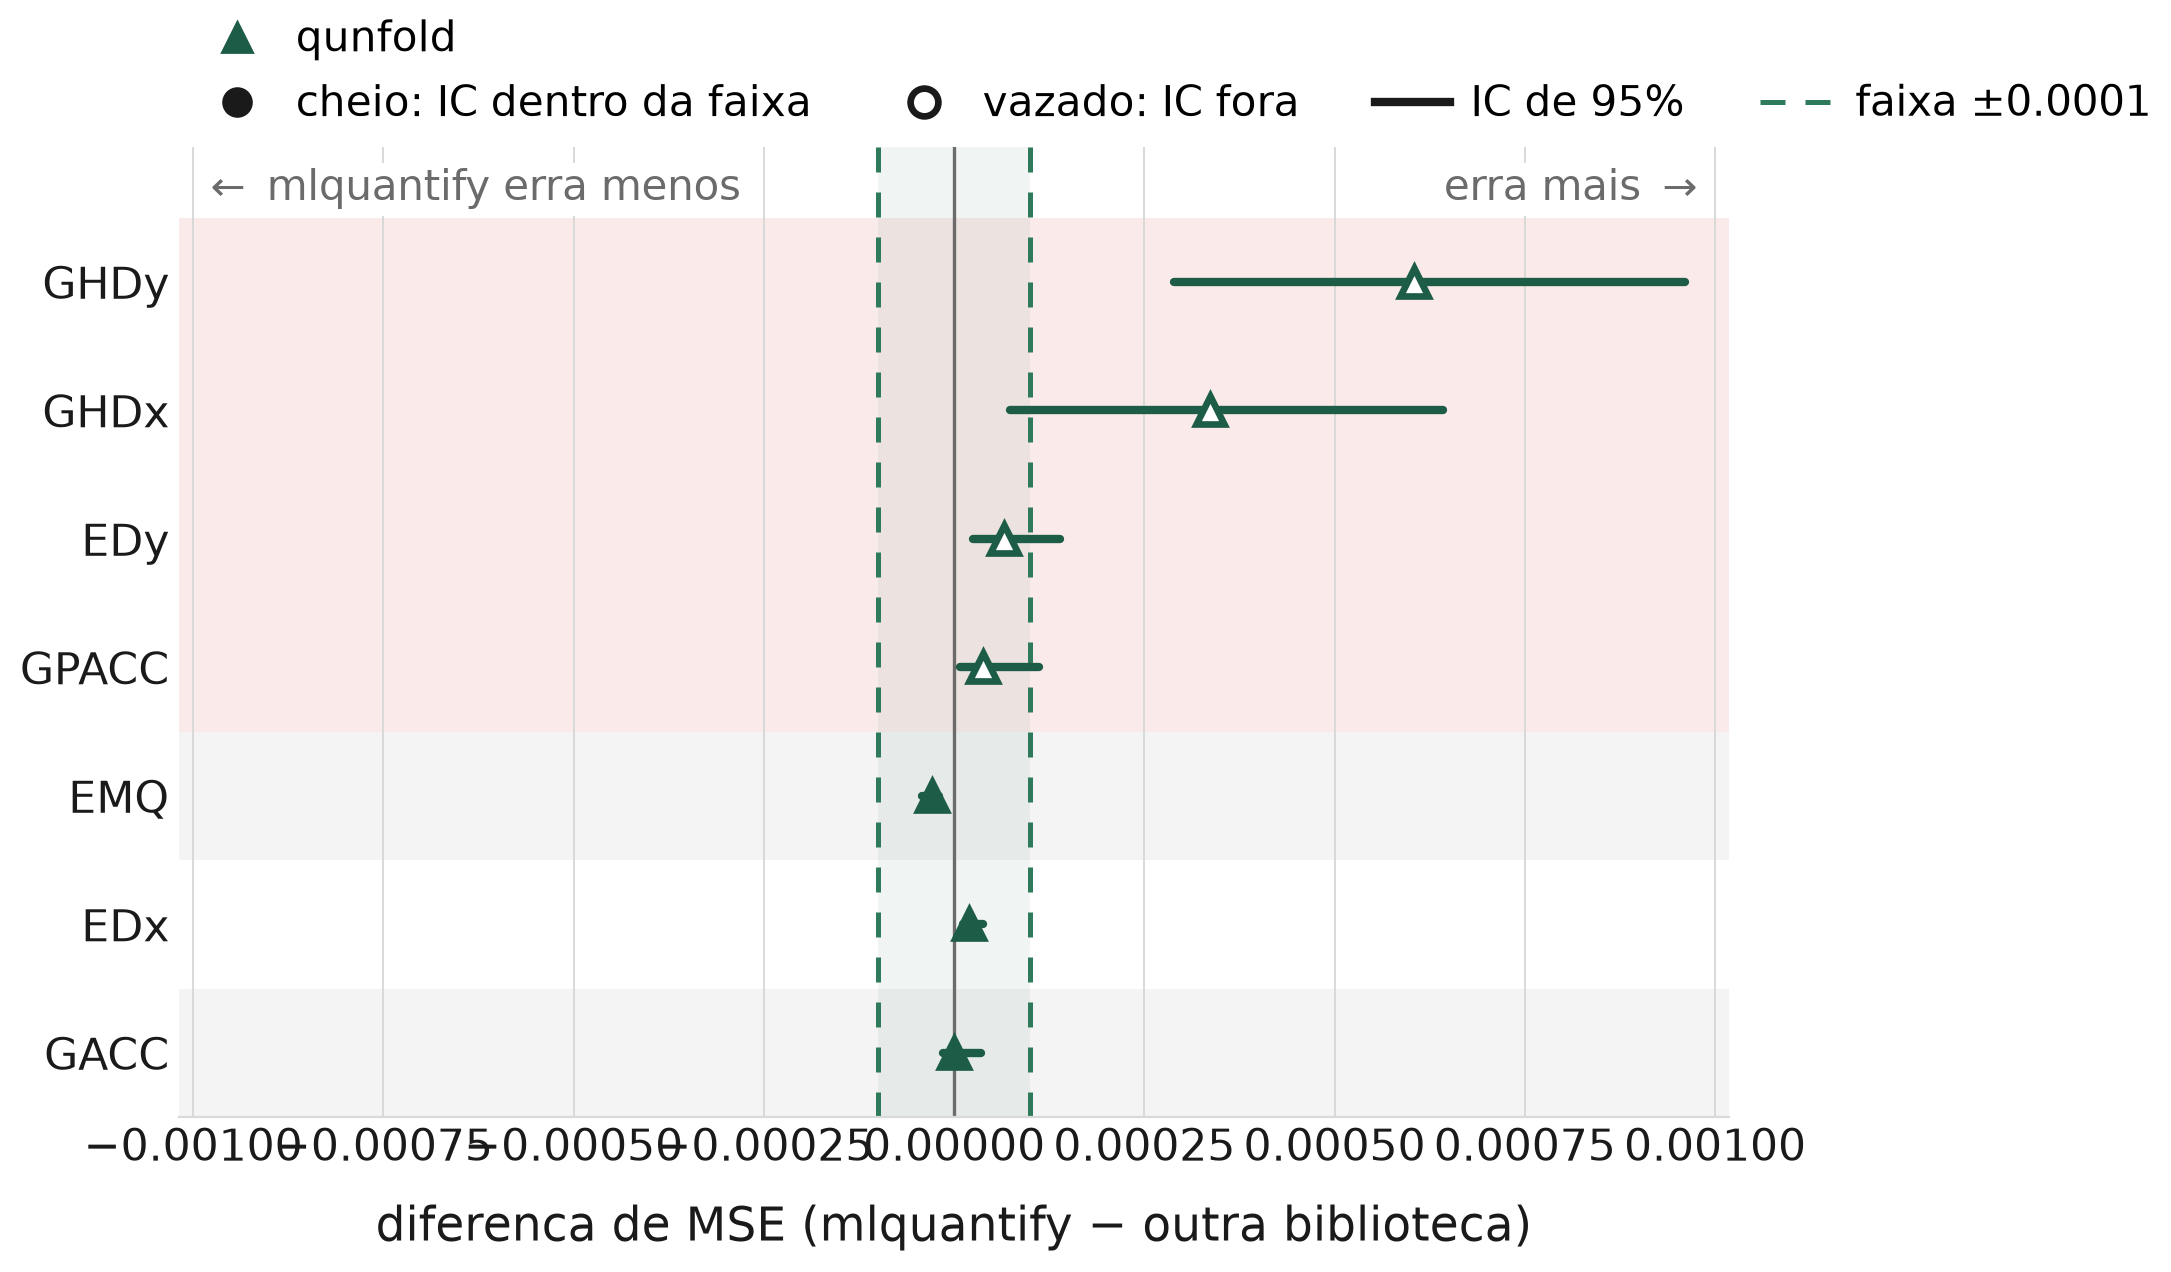 qunfold
cheio: IC dentro da faixa vazado: IC fora IC de 95% faixa ±0.0001
← mlquantify erra menos erra mais →
GHDy
GHDx
EDy
GPACC
EMQ
EDx
GACC
−0.00100 −0.00075 −0.00050 −0.00025 0.00000 0.00025 0.00050 0.00075 0.00100
diferenca de MSE (mlquantify − outra biblioteca)